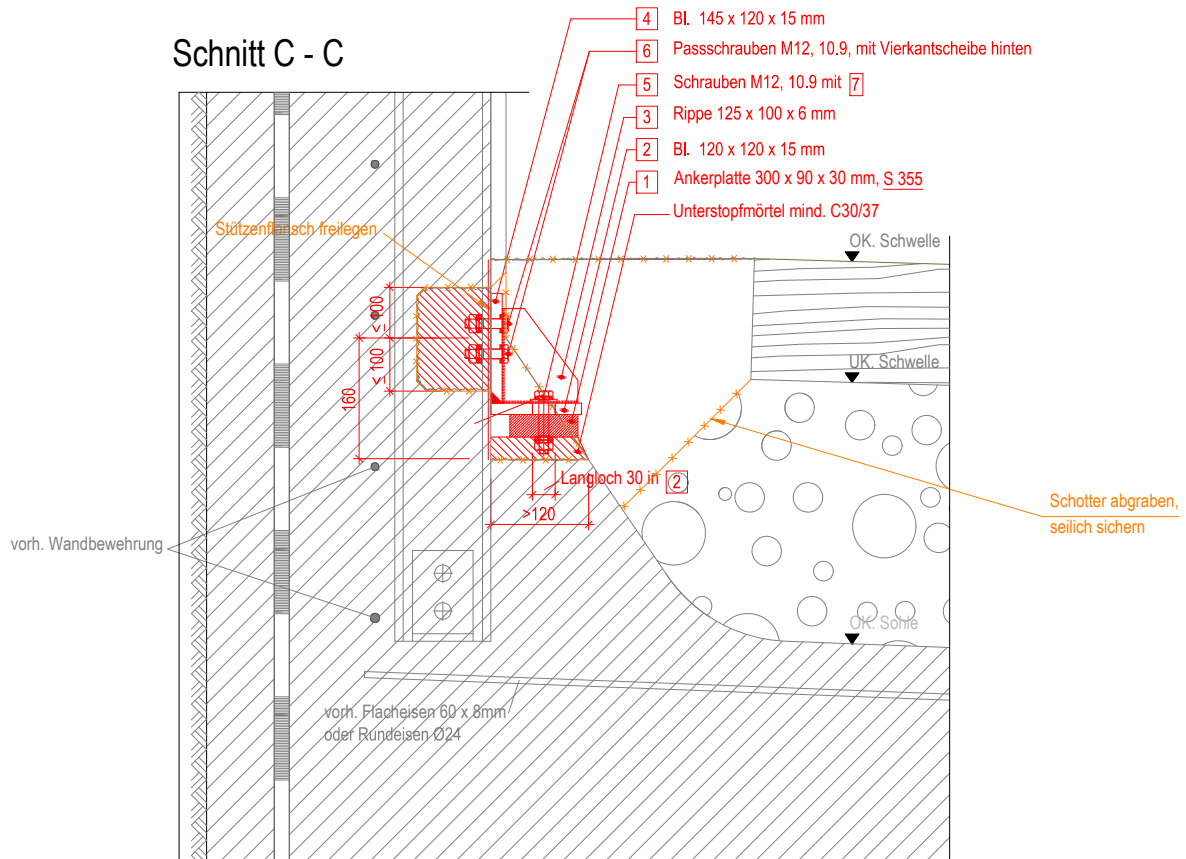 Schnitt C - C
4 Bl. 145 x 120 x 15 mm
6 Passschrauben M12, 10.9, mit Vierkantscheibe hinten
5 Schrauben M12, 10.9 mit 7
3 Rippe 125 x 100 x 6 mm
2 Bl. 120 x 120 x 15 mm
1 Ankerplatte 300 x 90 x 30 mm, S 355
Unterstopfmörtel mind. C30/37
Stützenflansch freilegen
OK. Schwelle
≤100
≤100
160
UK. Schwelle
Langloch 30 in 2
>120
Schotter abgraben,
seilich sichern
vorh. Wandbewehrung
OK. Sohle
vorh. Flacheisen 60 x 8mm
oder Rundeisen Ø24